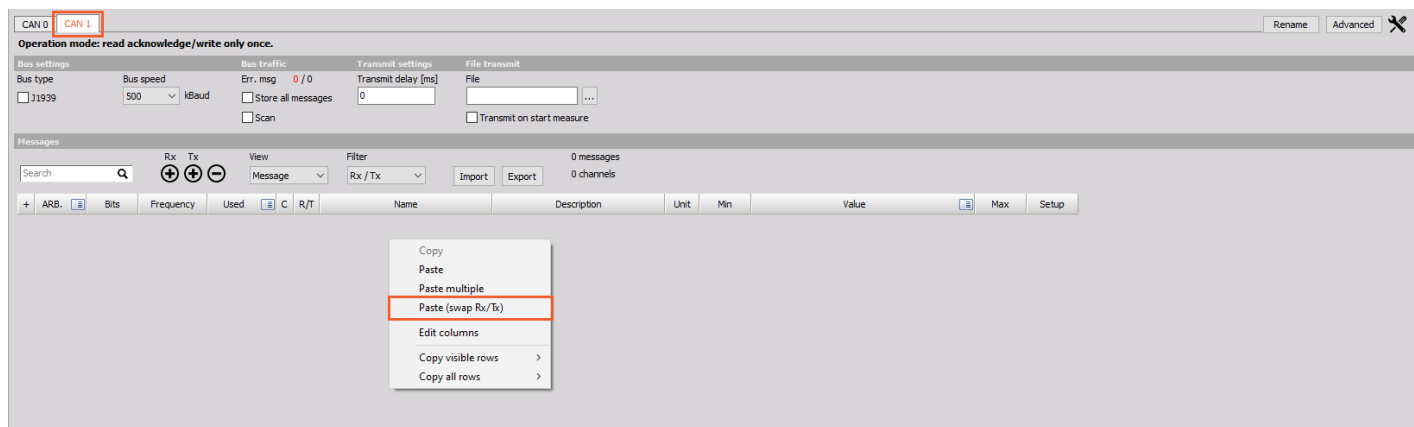 CAN 0 CAN 1 Rename Advanced
Operation mode: read acknowledge/write only once.
Bus settings Bus traffic Transmit settings File transmit
Bus type Bus speed Err. msg 0 / 0 Transmit delay [ms] File
J1939 500 kBaud Store all messages 0 ...
Scan Transmit on start measure
Messages
Rx Tx View Filter 0 messages
Search Message Rx / Tx Import Export 0 channels
+ ARB. Bits Frequency Used C R/T Name Description Unit Min Value Max Setup
Copy
Paste
Paste multiple
Paste (swap Rx/Tx)
Edit columns
Copy visible rows >
Copy all rows >